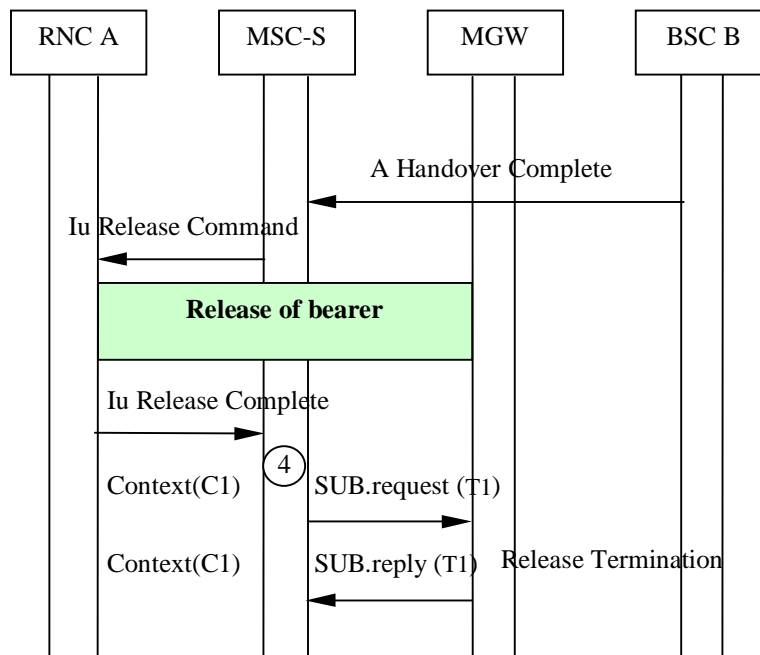 RNC A MSC-S MGW BSC B
A Handover Complete
Iu Release Command
Release of bearer
Iu Release Complete
4
Context(C1) SUB.request (T1)
Context(C1) SUB.reply (T1) Release Termination